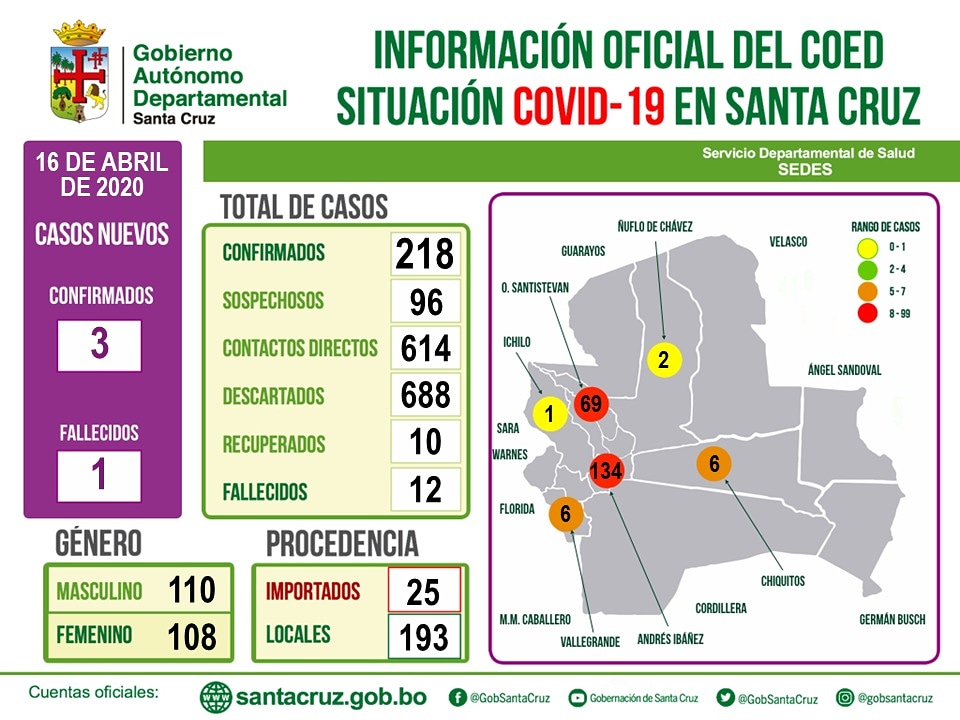 Gobierno
Autónomo
Departamental
Santa Cruz
INFORMACIÓN OFICIAL DEL COED
SITUACIÓN COVID-19 EN SANTA CRUZ
Servicio Departamental de Salud
SEDES
16 DE ABRIL
DE 2020
CASOS NUEVOS
CONFIRMADOS
3
FALLECIDOS
1
TOTAL DE CASOS
CONFIRMADOS 218
SOSPECHOSOS 96
CONTACTOS DIRECTOS 614
DESCARTADOS 688
RECUPERADOS 10
FALLECIDOS 12
GÉNERO
MASCULINO 110
FEMENINO 108
PROCEDENCIA
IMPORTADOS 25
LOCALES 193
ÑUFLO DE CHÁVEZ
GUARAYOS
VELASCO
RANGO DE CASOS
0 - 1
2 - 4
5 - 7
8 - 99
O. SANTISTEVAN
ICHILO
ÁNGEL SANDOVAL
2
69
1
SARA
WARNES
134
6
FLORIDA
6
CHIQUITOS
CORDILLERA
M.M. CABALLERO
GERMÁN BUSCH
VALLEGRANDE
ANDRÉS IBÁÑEZ
Cuentas oficiales:
santacruz.gob.bo
@GobSantaCruz
Gobernación de Santa Cruz
@GobSantaCruz
@gobsantacruz